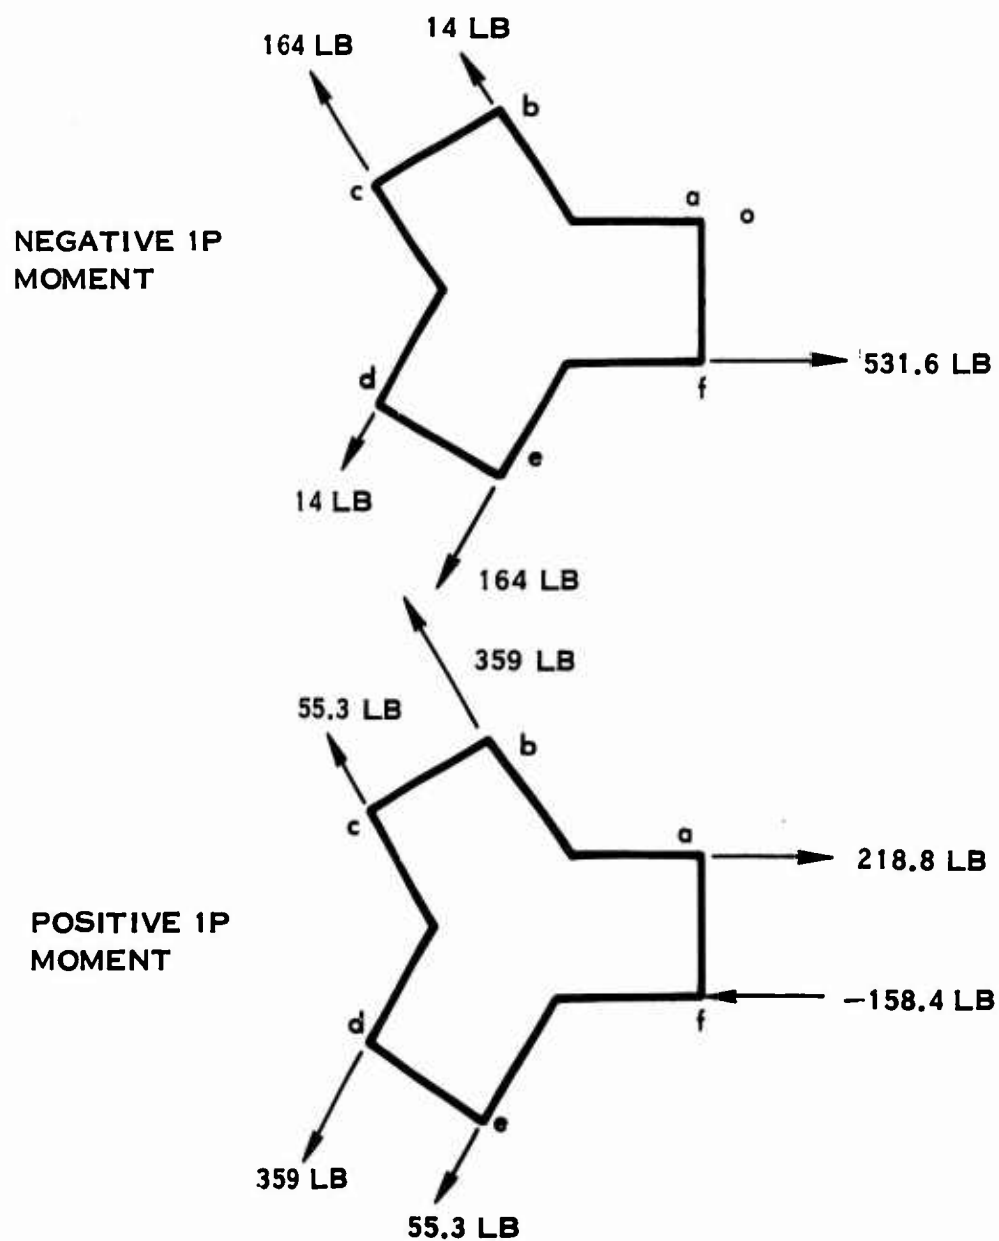 164 LB
14 LB
b
c
a
o
NEGATIVE 1P
MOMENT
531.6 LB
f
d
e
14 LB
164 LB
359 LB
55.3 LB
b
c
a
218.8 LB
POSITIVE 1P
MOMENT
-158.4 LB
f
d
e
359 LB
55.3 LB